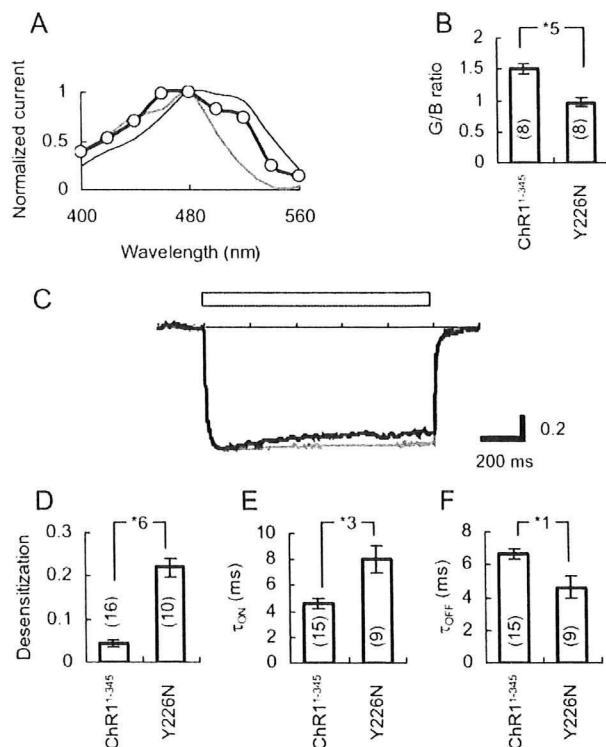 A
Normalized current
1
0.5
0
400
480
560
Wavelength (nm)
B
G/B ratio
2
1.5
1
0.5
0
*5
(8)
(8)
ChR1¹⁻³⁴⁵
Y226N
C
0.2
200 ms
D
Desensitization
0.3
0.2
0.1
0
*6
(16)
(10)
ChR1¹⁻³⁴⁵
Y226N
E
τON (ms)
10
8
6
4
2
0
*3
(15)
(9)
ChR1¹⁻³⁴⁵
Y226N
F
τOFF (ms)
8
6
4
2
0
*1
(15)
(9)
ChR1¹⁻³⁴⁵
Y226N